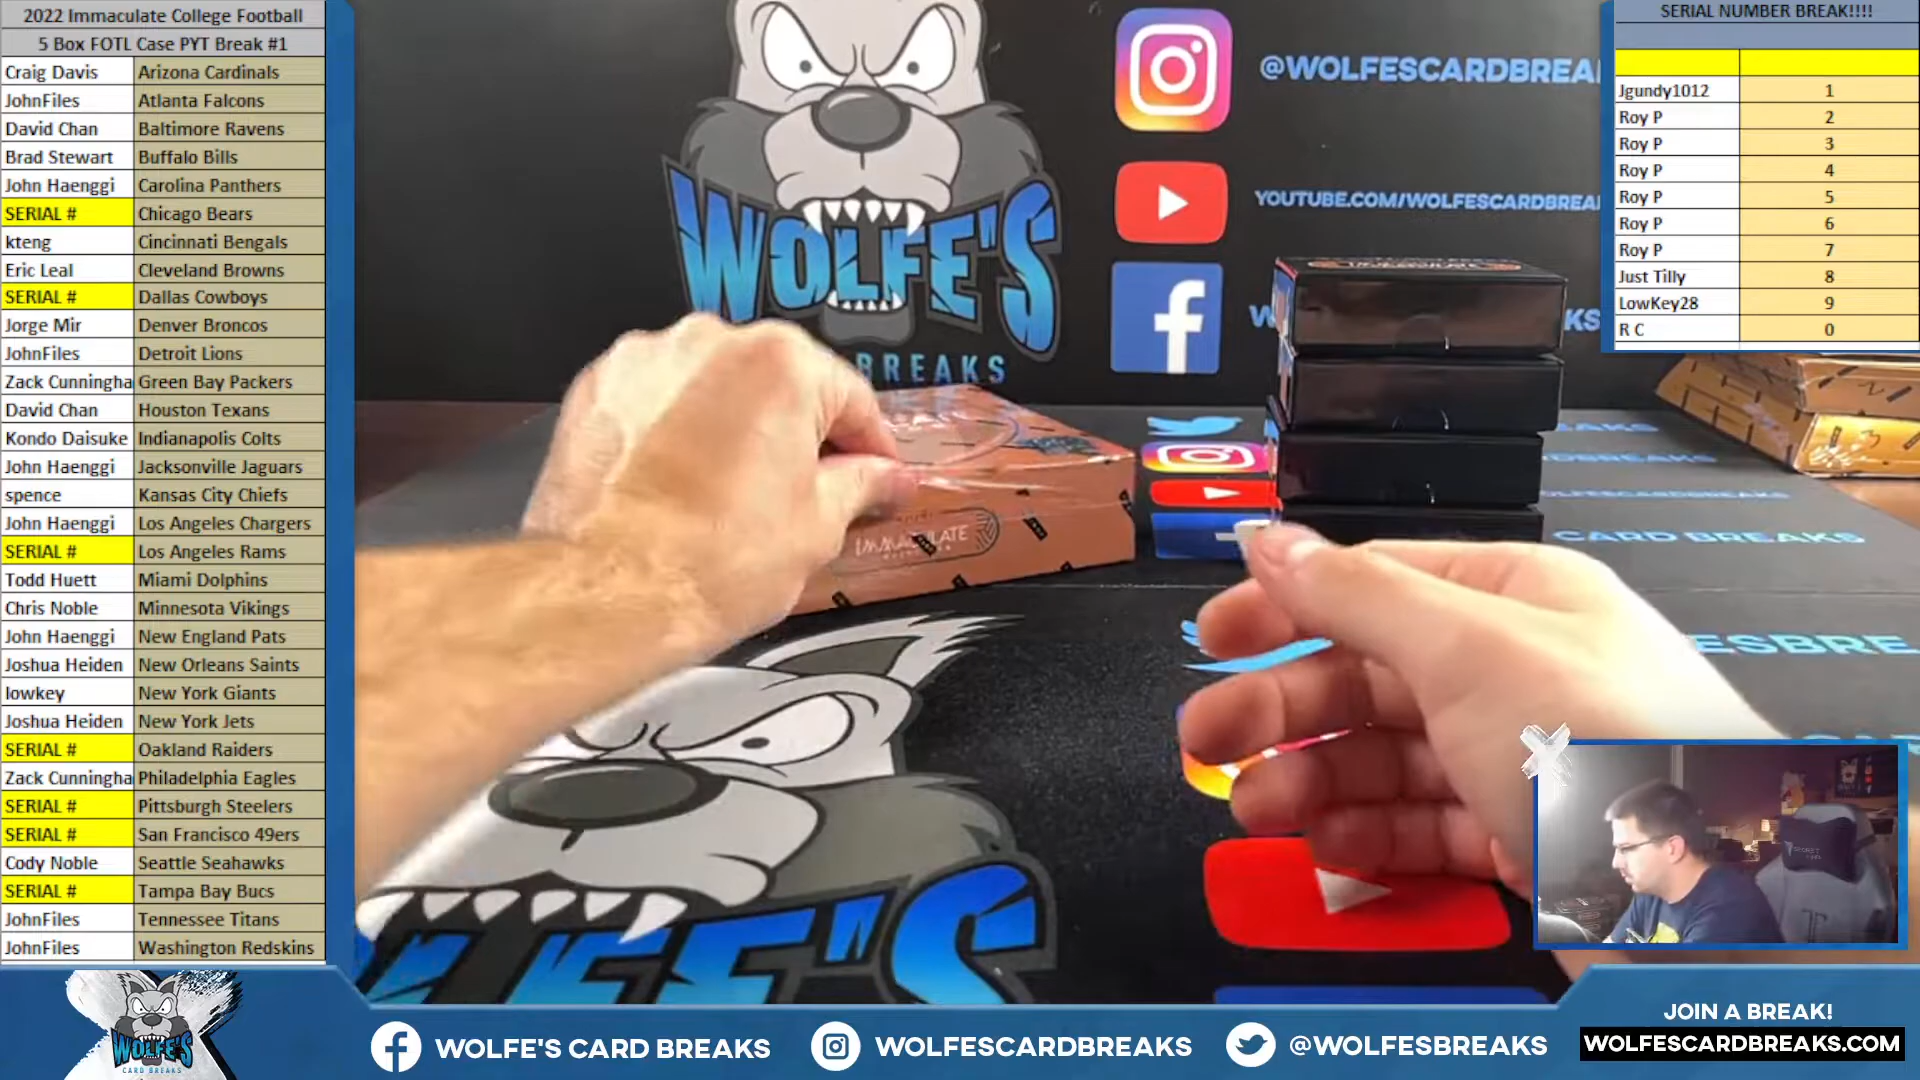 2022 Immaculate College Football
5 Box FOTL Case PYT Break #1
Craig Davis Arizona Cardinals
JohnFiles Atlanta Falcons
David Chan Baltimore Ravens
Brad Stewart Buffalo Bills
John Haenggi Carolina Panthers
SERIAL # Chicago Bears
kteng Cincinnati Bengals
Eric Leal Cleveland Browns
SERIAL # Dallas Cowboys
Jorge Mir Denver Broncos
JohnFiles Detroit Lions
Zack Cunningha Green Bay Packers
David Chan Houston Texans
Kondo Daisuke Indianapolis Colts
John Haenggi Jacksonville Jaguars
spence Kansas City Chiefs
John Haenggi Los Angeles Chargers
SERIAL # Los Angeles Rams
Todd Huett Miami Dolphins
Chris Noble Minnesota Vikings
John Haenggi New England Pats
Joshua Heiden New Orleans Saints
lowkey New York Giants
Joshua Heiden New York Jets
SERIAL # Oakland Raiders
Zack Cunningha Philadelphia Eagles
SERIAL # Pittsburgh Steelers
SERIAL # San Francisco 49ers
Cody Noble Seattle Seahawks
SERIAL # Tampa Bay Bucs
JohnFiles Tennessee Titans
JohnFiles Washington Redskins
SERIAL NUMBER BREAK!!!!
Jgundy1012 1
Roy P 2
Roy P 3
Roy P 4
Roy P 5
Roy P 6
Roy P 7
Just Tilly 8
LowKey28 9
R C 0
@WOLFESCARDBREA
YOUTUBE.COM/WOLFESCARDBREA
WOLFE'S
BREAKS
IMMACULATE
CARD BREAKS
ESBRE
WOLFE'S
CARD BREAKS
WOLFE'S CARD BREAKS
WOLFESCARDBREAKS
@WOLFESBREAKS
JOIN A BREAK!
WOLFESCARDBREAKS.COM